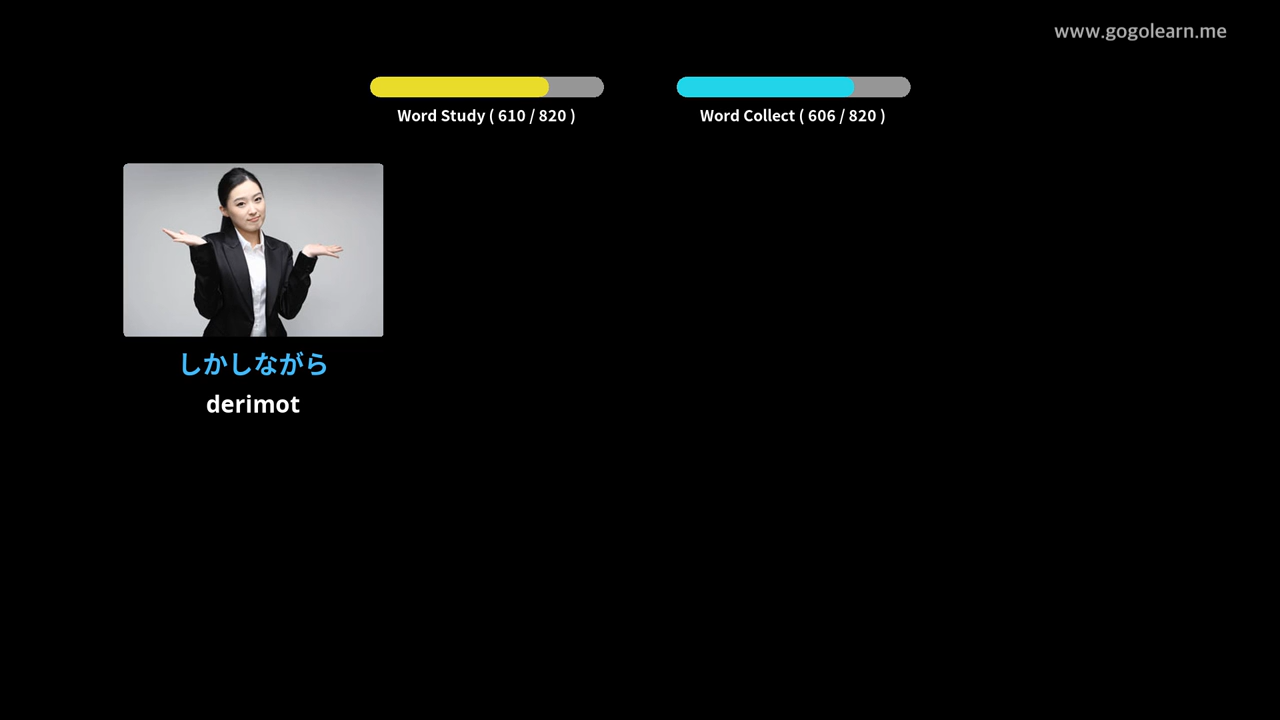 www.gogolearn.me
Word Study ( 610 / 820 )
Word Collect ( 606 / 820 )
しかしながら
derimot